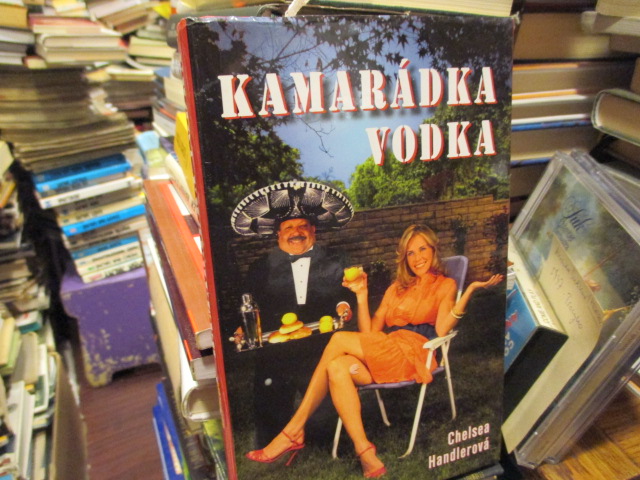 KAMARÁDKA
VODKA
Chelsea
Handlerová